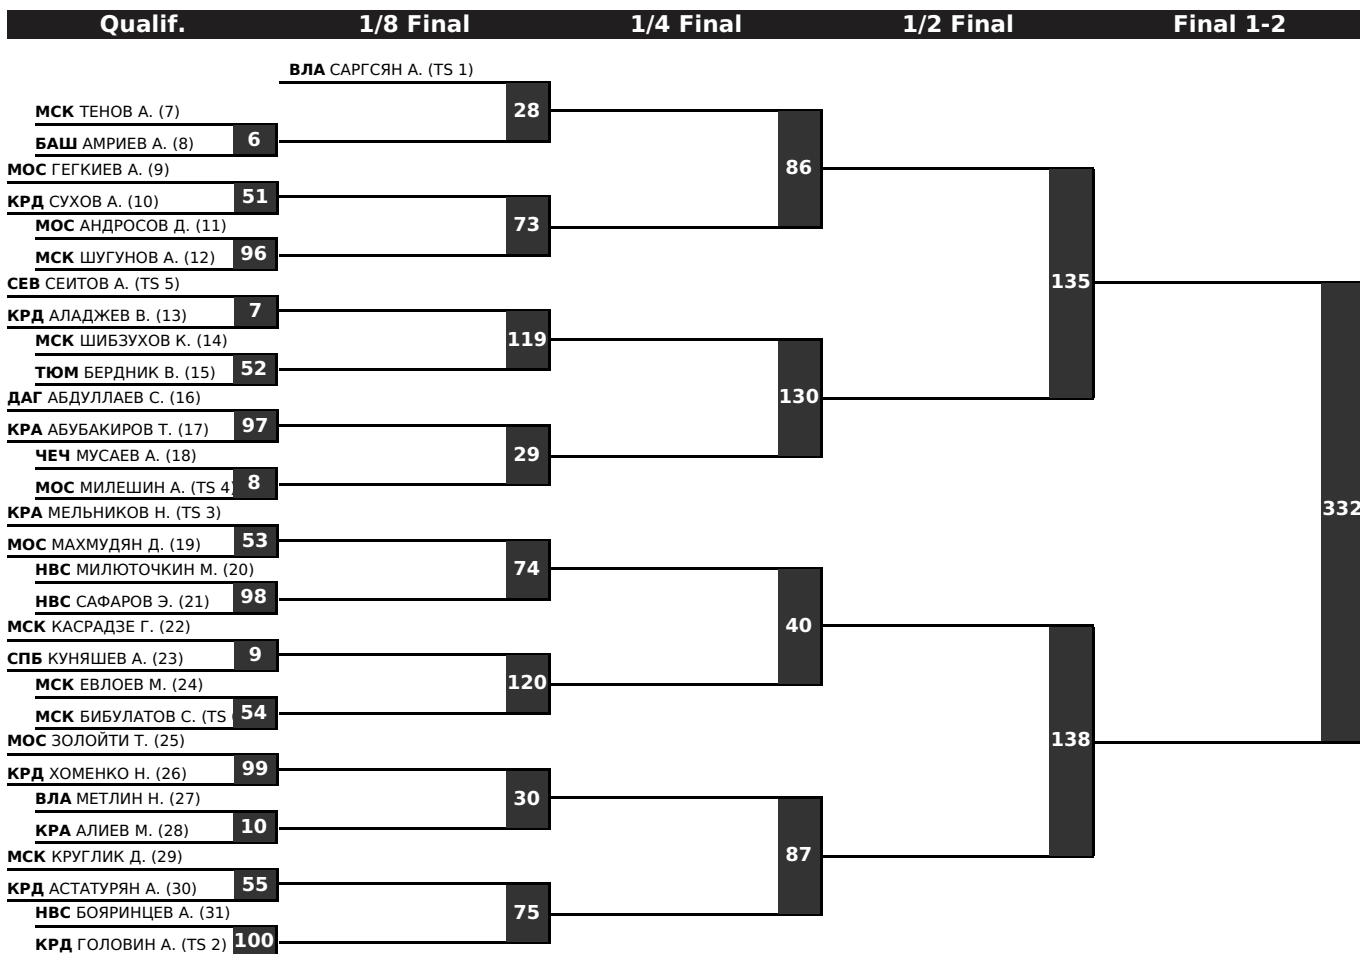 Qualif. 1/8 Final 1/4 Final 1/2 Final Final 1-2
ВЛА САРГСЯН А. (TS 1)
28
МСК ТЕНОВ А. (7)
6
БАШ АМРИЕВ А. (8)
86
МОС ГЕГКИЕВ А. (9)
51
КРД СУХОВ А. (10)
73
МОС АНДРОСОВ Д. (11)
96
МСК ШУГУНОВ А. (12)
135
СЕВ СЕИТОВ А. (TS 5)
7
КРД АЛАДЖЕВ В. (13)
119
МСК ШИБЗУХОВ К. (14)
52
ТЮМ БЕРДНИК В. (15)
130
ДАГ АБДУЛЛАЕВ С. (16)
97
КРА АБУБАКИРОВ Т. (17)
29
ЧЕЧ МУСАЕВ А. (18)
8
МОС МИЛЕШИН А. (TS 4)
332
КРА МЕЛЬНИКОВ Н. (TS 3)
53
МОС МАХМУДЯН Д. (19)
74
НВС МИЛЮТОЧКИН М. (20)
98
НВС САФАРОВ Э. (21)
40
МСК КАСРАДЗЕ Г. (22)
9
СПБ КУНЯШЕВ А. (23)
120
МСК ЕВЛОЕВ М. (24)
54
МСК БИБУЛАТОВ С. (TS
138
МОС ЗОЛОЙТИ Т. (25)
99
КРД ХОМЕНКО Н. (26)
30
ВЛА МЕТЛИН Н. (27)
10
КРА АЛИЕВ М. (28)
87
МСК КРУГЛИК Д. (29)
55
КРД АСТАТУРЯН А. (30)
75
НВС БОЯРИНЦЕВ А. (31)
100
КРД ГОЛОВИН А. (TS 2)